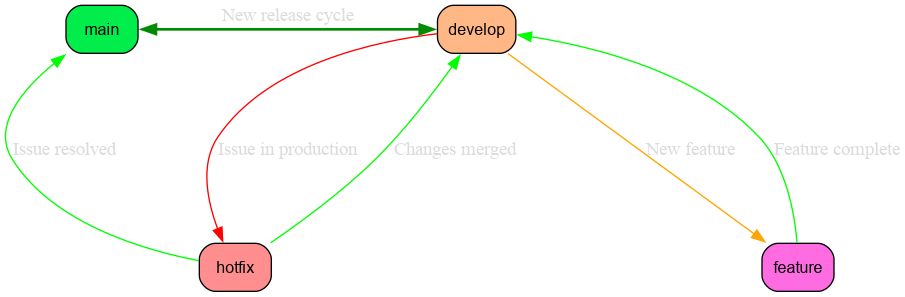 New release cycle
main
develop
Issue resolved
Issue in production
Changes merged
New feature
Feature complete
hotfix
feature